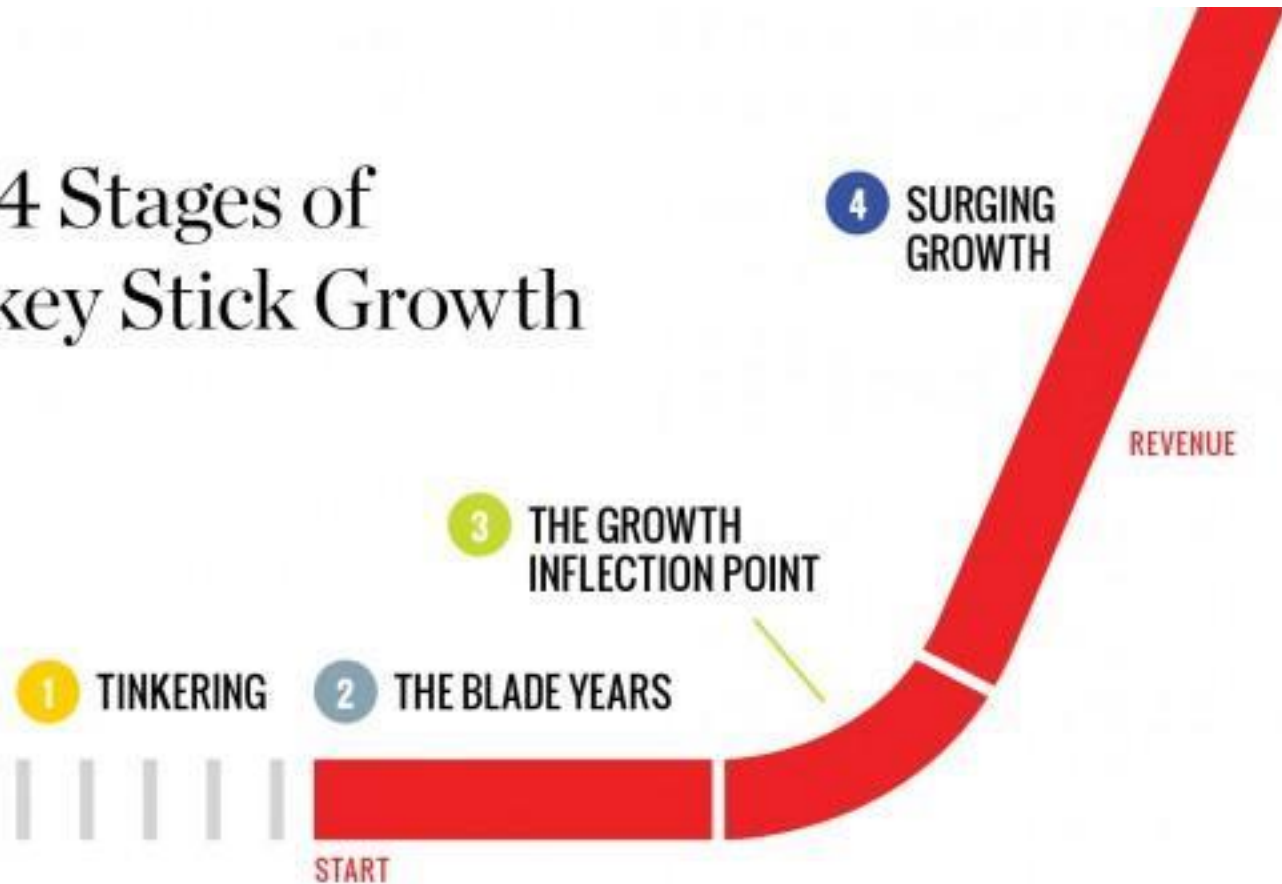 4 Stages of
key Stick Growth
4 SURGING
GROWTH
REVENUE
3 THE GROWTH
INFLECTION POINT
1 TINKERING
2 THE BLADE YEARS
START